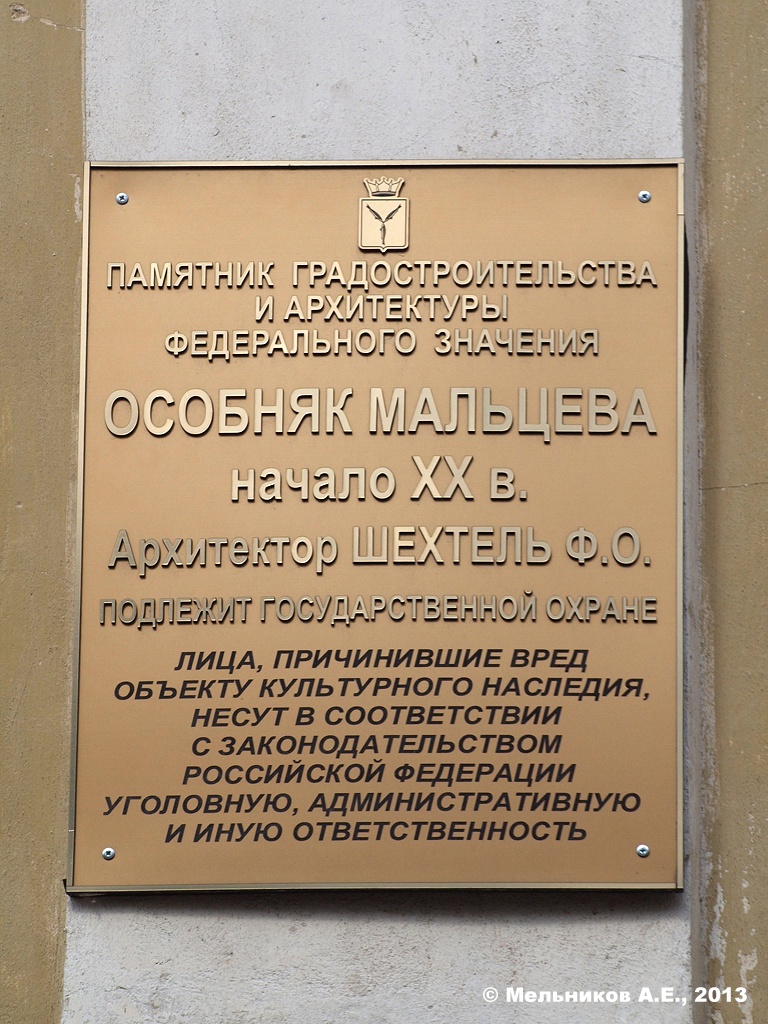 ПАМЯТНИК ГРАДОСТРОИТЕЛЬСТВА
И АРХИТЕКТУРЫ
ФЕДЕРАЛЬНОГО ЗНАЧЕНИЯ
ОСОБНЯК МАЛЬЦЕВА
начало XX в.
Архитектор ШЕХТЕЛЬ Ф.О.
ПОДЛЕЖИТ ГОСУДАРСТВЕННОЙ ОХРАНЕ
ЛИЦА, ПРИЧИНИВШИЕ ВРЕД
ОБЪЕКТУ КУЛЬТУРНОГО НАСЛЕДИЯ,
НЕСУТ В СООТВЕТСТВИИ
С ЗАКОНОДАТЕЛЬСТВОМ
РОССИЙСКОЙ ФЕДЕРАЦИИ
УГОЛОВНУЮ, АДМИНИСТРАТИВНУЮ
И ИНУЮ ОТВЕТСТВЕННОСТЬ
© Мельников А.Е., 2013